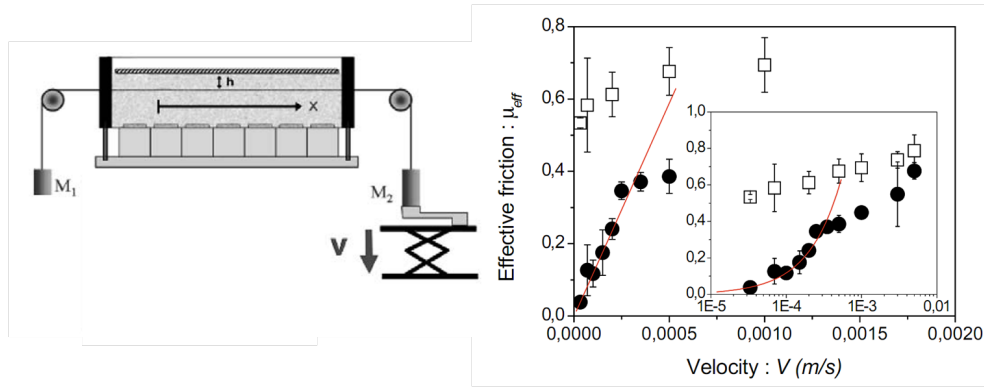 h
X
M1
M2
V
Effective friction : μeff
0,8
0,6
0,4
0,2
0,0
0,0000
0,0005
0,0010
0,0015
0,0020
Velocity : V (m/s)
1,0
0,8
0,6
0,4
0,2
0,0
1E-5
1E-4
1E-3
0,01